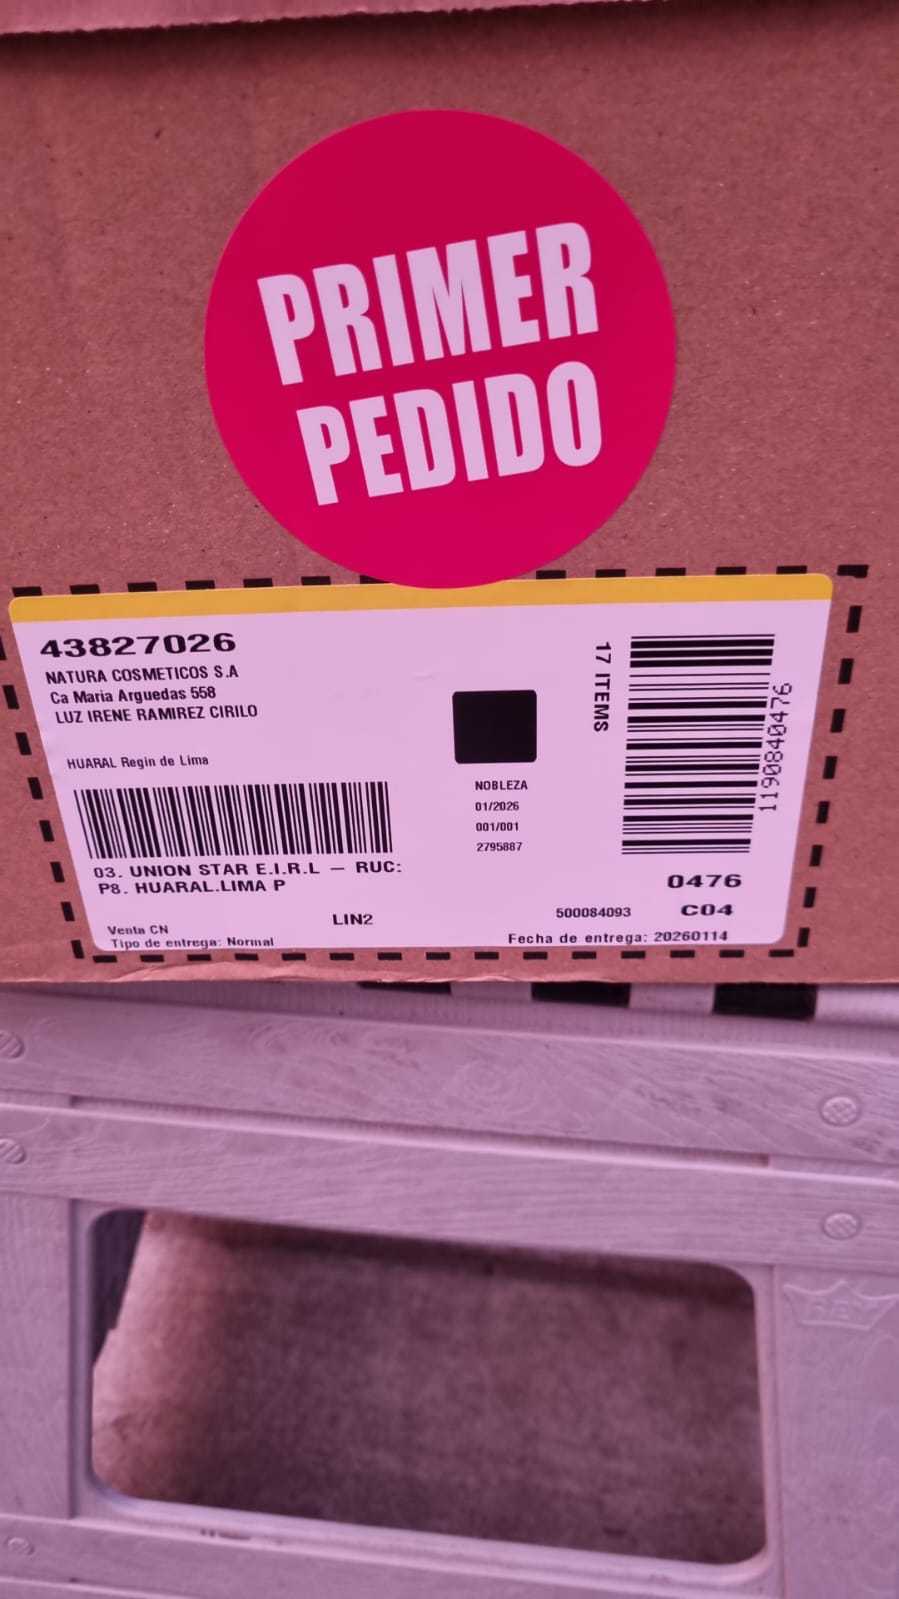 PRIMER
PEDIDO
43827026
NATURA COSMETICOS S.A
Ca Maria Arguedas 558
LUZ IRENE RAMIREZ CIRILO
HUARAL Regin de Lima
03. UNION STAR E.I.R.L – RUC:
P8. HUARAL.LIMA P
Venta CN
LIN2
Tipo de entrega: Normal
NOBLEZA
01/2026
001/001
2795887
17 ITEMS
1190840476
0476
500084093
C04
Fecha de entrega: 20260114
REY